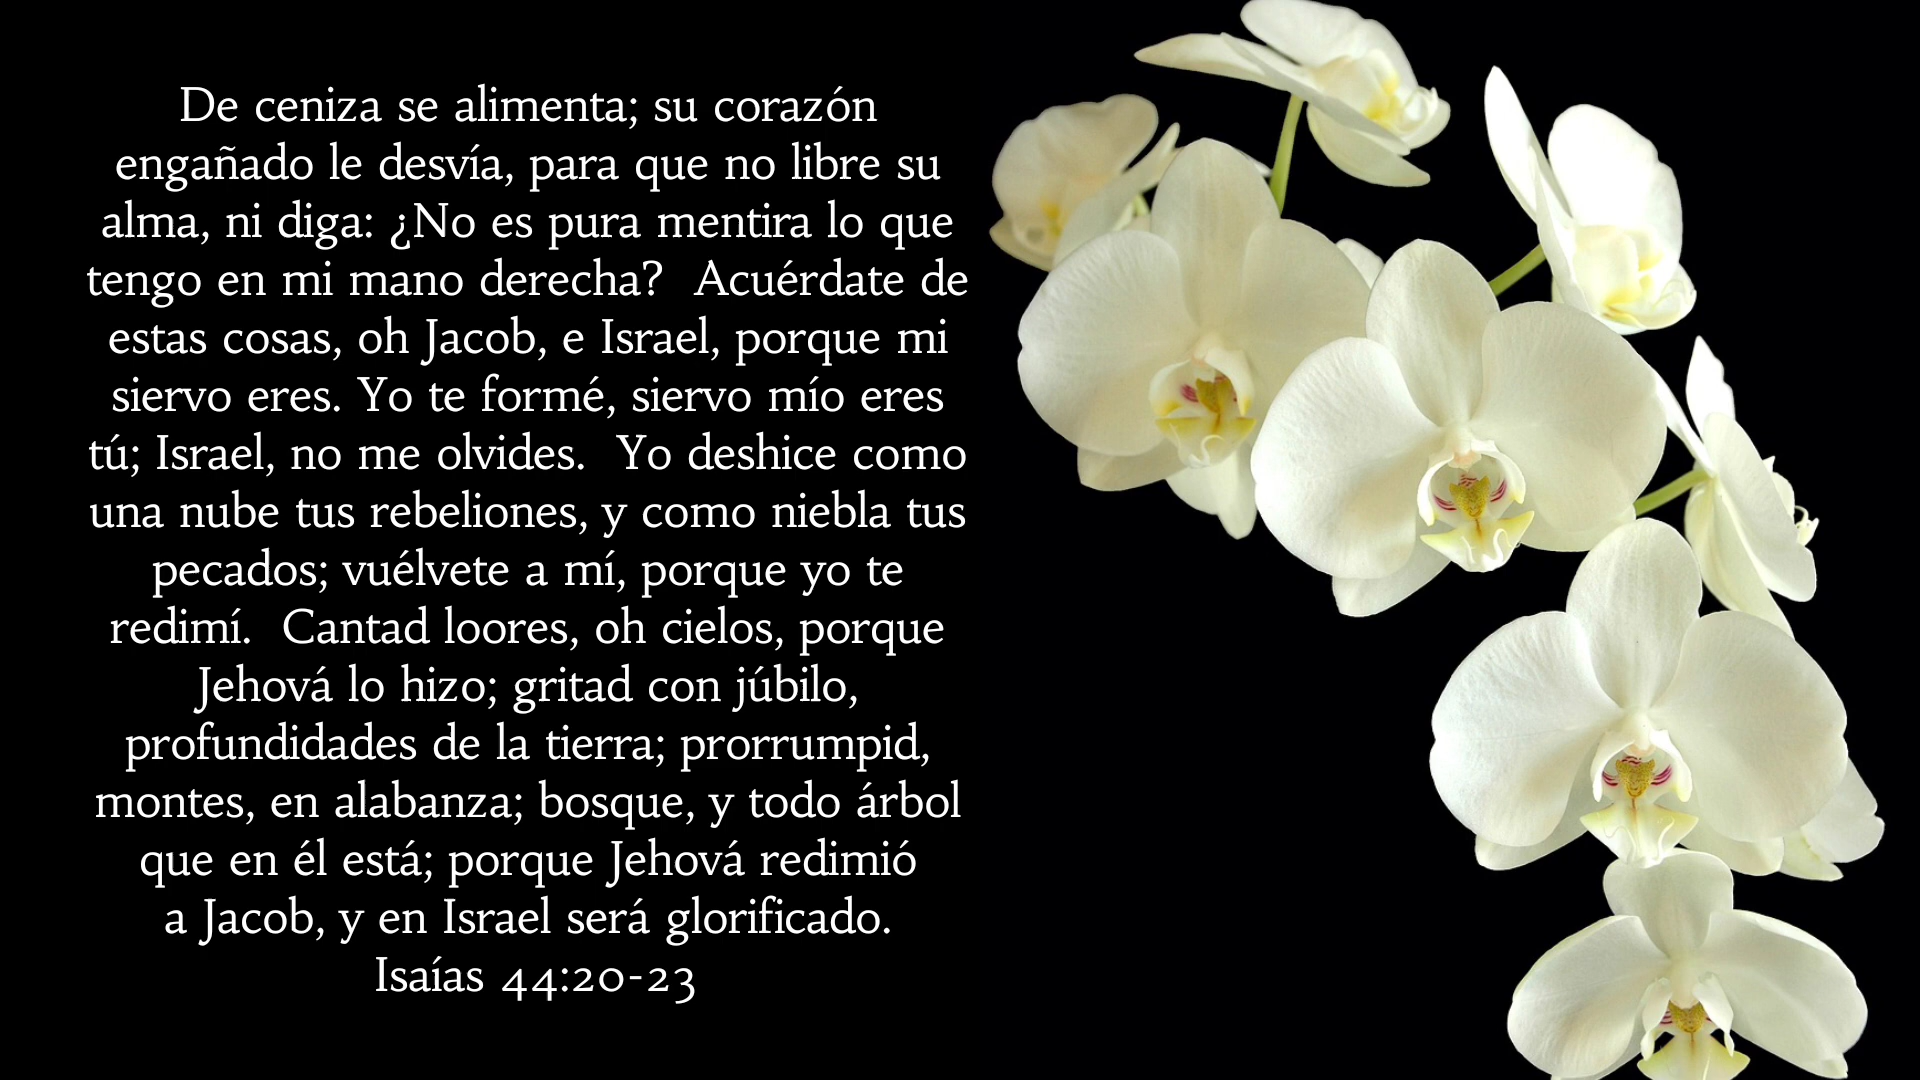 De ceniza se alimenta; su corazón
engañado le desvía, para que no libre su
alma, ni diga: ¿No es pura mentira lo que
tengo en mi mano derecha?  Acuérdate de
estas cosas, oh Jacob, e Israel, porque mi
siervo eres. Yo te formé, siervo mío eres
tú; Israel, no me olvides.  Yo deshice como
una nube tus rebeliones, y como niebla tus
pecados; vuélvete a mí, porque yo te
redimí.  Cantad loores, oh cielos, porque
Jehová lo hizo; gritad con júbilo,
profundidades de la tierra; prorrumpid,
montes, en alabanza; bosque, y todo árbol
que en él está; porque Jehová redimió
a Jacob, y en Israel será glorificado.
Isaías 44:20-23